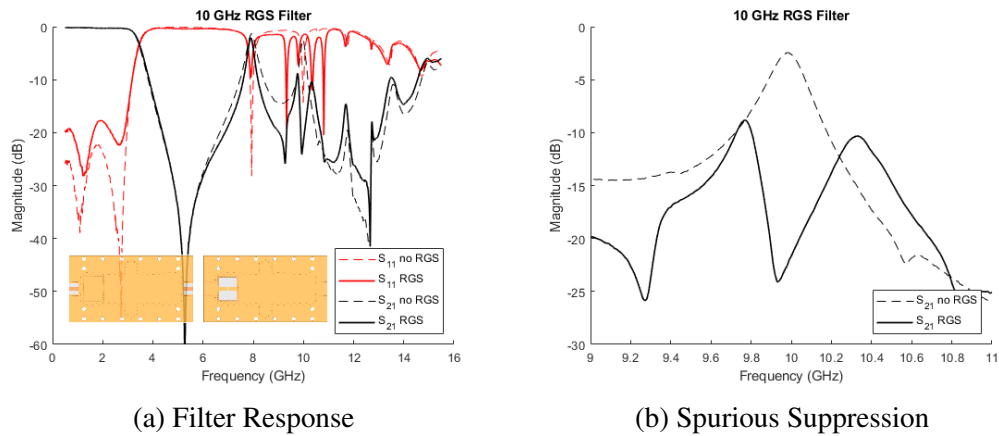 10 GHz RGS Filter
0
-10
-20
-30
-40
-50
-60
Magnitude (dB)
0
2
4
6
8
10
12
14
16
Frequency (GHz)
S11 no RGS
S11 RGS
S21 no RGS
S21 RGS
(a) Filter Response
10 GHz RGS Filter
0
-5
-10
-15
-20
-25
-30
Magnitude (dB)
9
9.2
9.4
9.6
9.8
10
10.2
10.4
10.6
10.8
11
Frequency (GHz)
S21 no RGS
S21 RGS
(b) Spurious Suppression